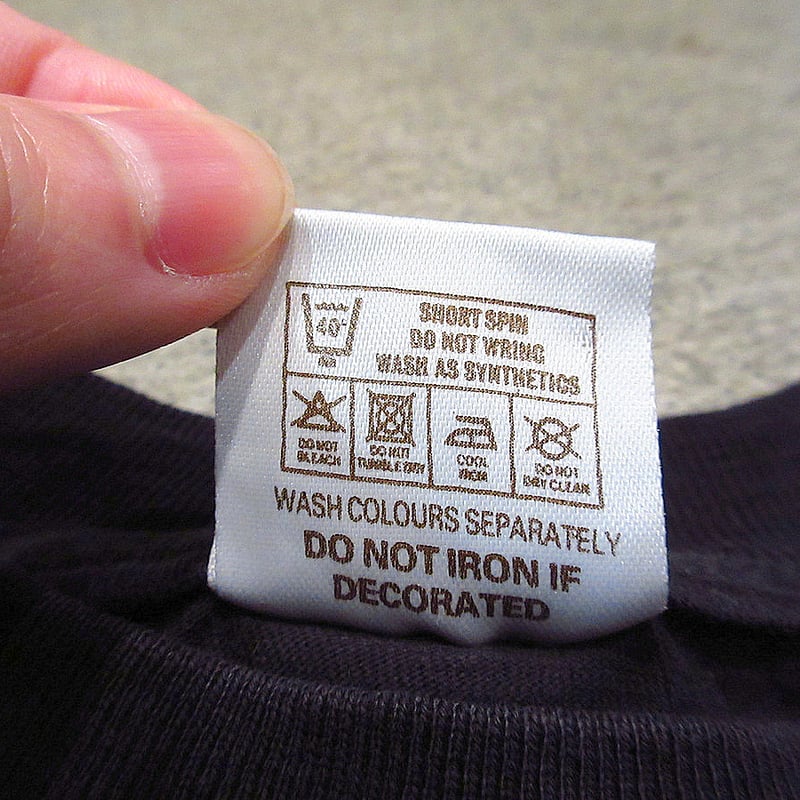 40°
SHORT SPIN
DO NOT WRING
WASH AS SYNTHETICS
DO NOT
BLEACH
DO NOT
TUMBLE DRY
COOL
IRON
DO NOT
DRY CLEAN
WASH COLOURS SEPARATELY
DO NOT IRON IF
DECORATED